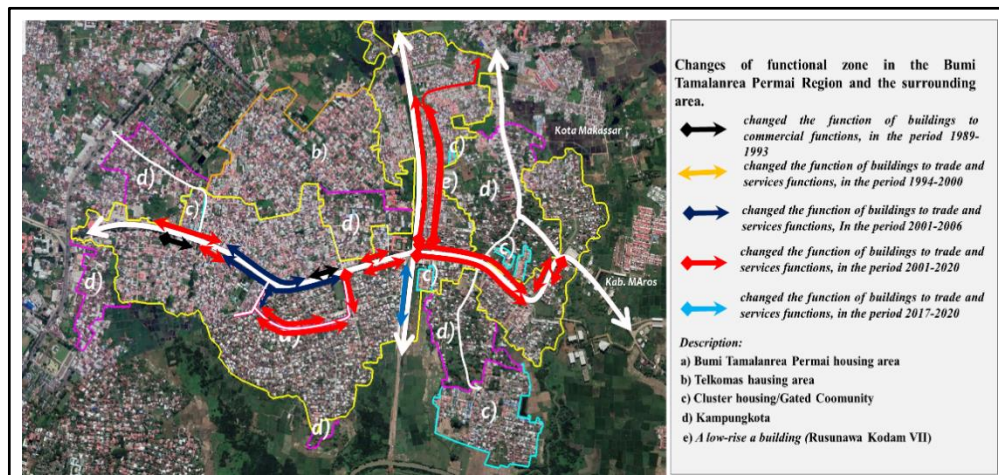 b)
Kota Makassar
c)
d)
e
d)
c)
d)
d)
c)
Kab. MAros
c)
d)
d)
c)
d)
Changes of functional zone in the Bumi
Tamalanrea Permai Region and the surrounding
area.
changed the function of buildings to
commercial functions, in the period 1989-
1993
changed the function of buildings to trade and
services functions, in the period 1994-2000
changed the function of buildings to trade and
services functions, In the period 2001-2006
changed the function of buildings to trade and
services functions, in the period 2001-2020
changed the function of buildings to trade and
services functions, in the period 2017-2020
Description:
a) Bumi Tamalanrea Permai housing area
b) Telkomas hausing area
c) Cluster housing/Gated Coomunity
d) Kampungkota
e) A low-rise a building (Rusunawa Kodam VII)